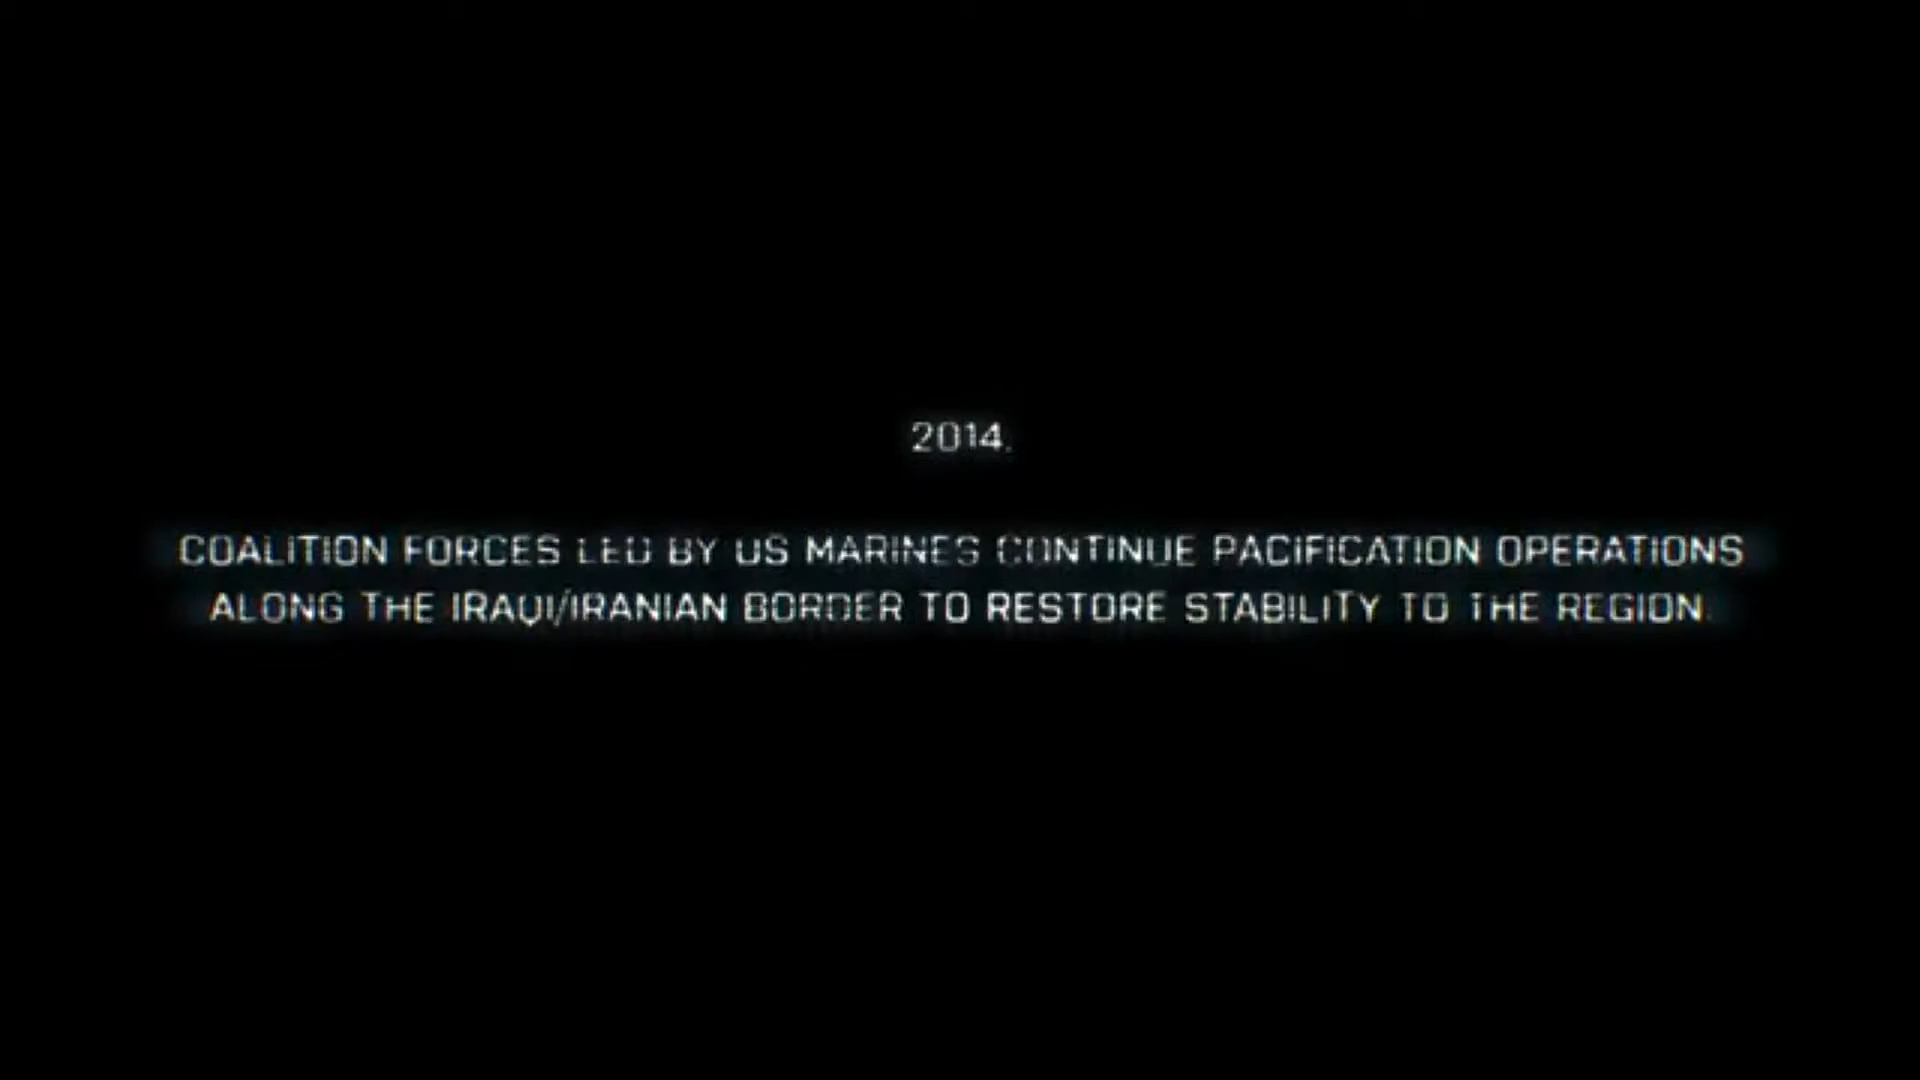 2014.
COALITION FORCES LED BY US MARINES CONTINUE PACIFICATION OPERATIONS
ALONG THE IRAQI/IRANIAN BORDER TO RESTORE STABILITY TO THE REGION.